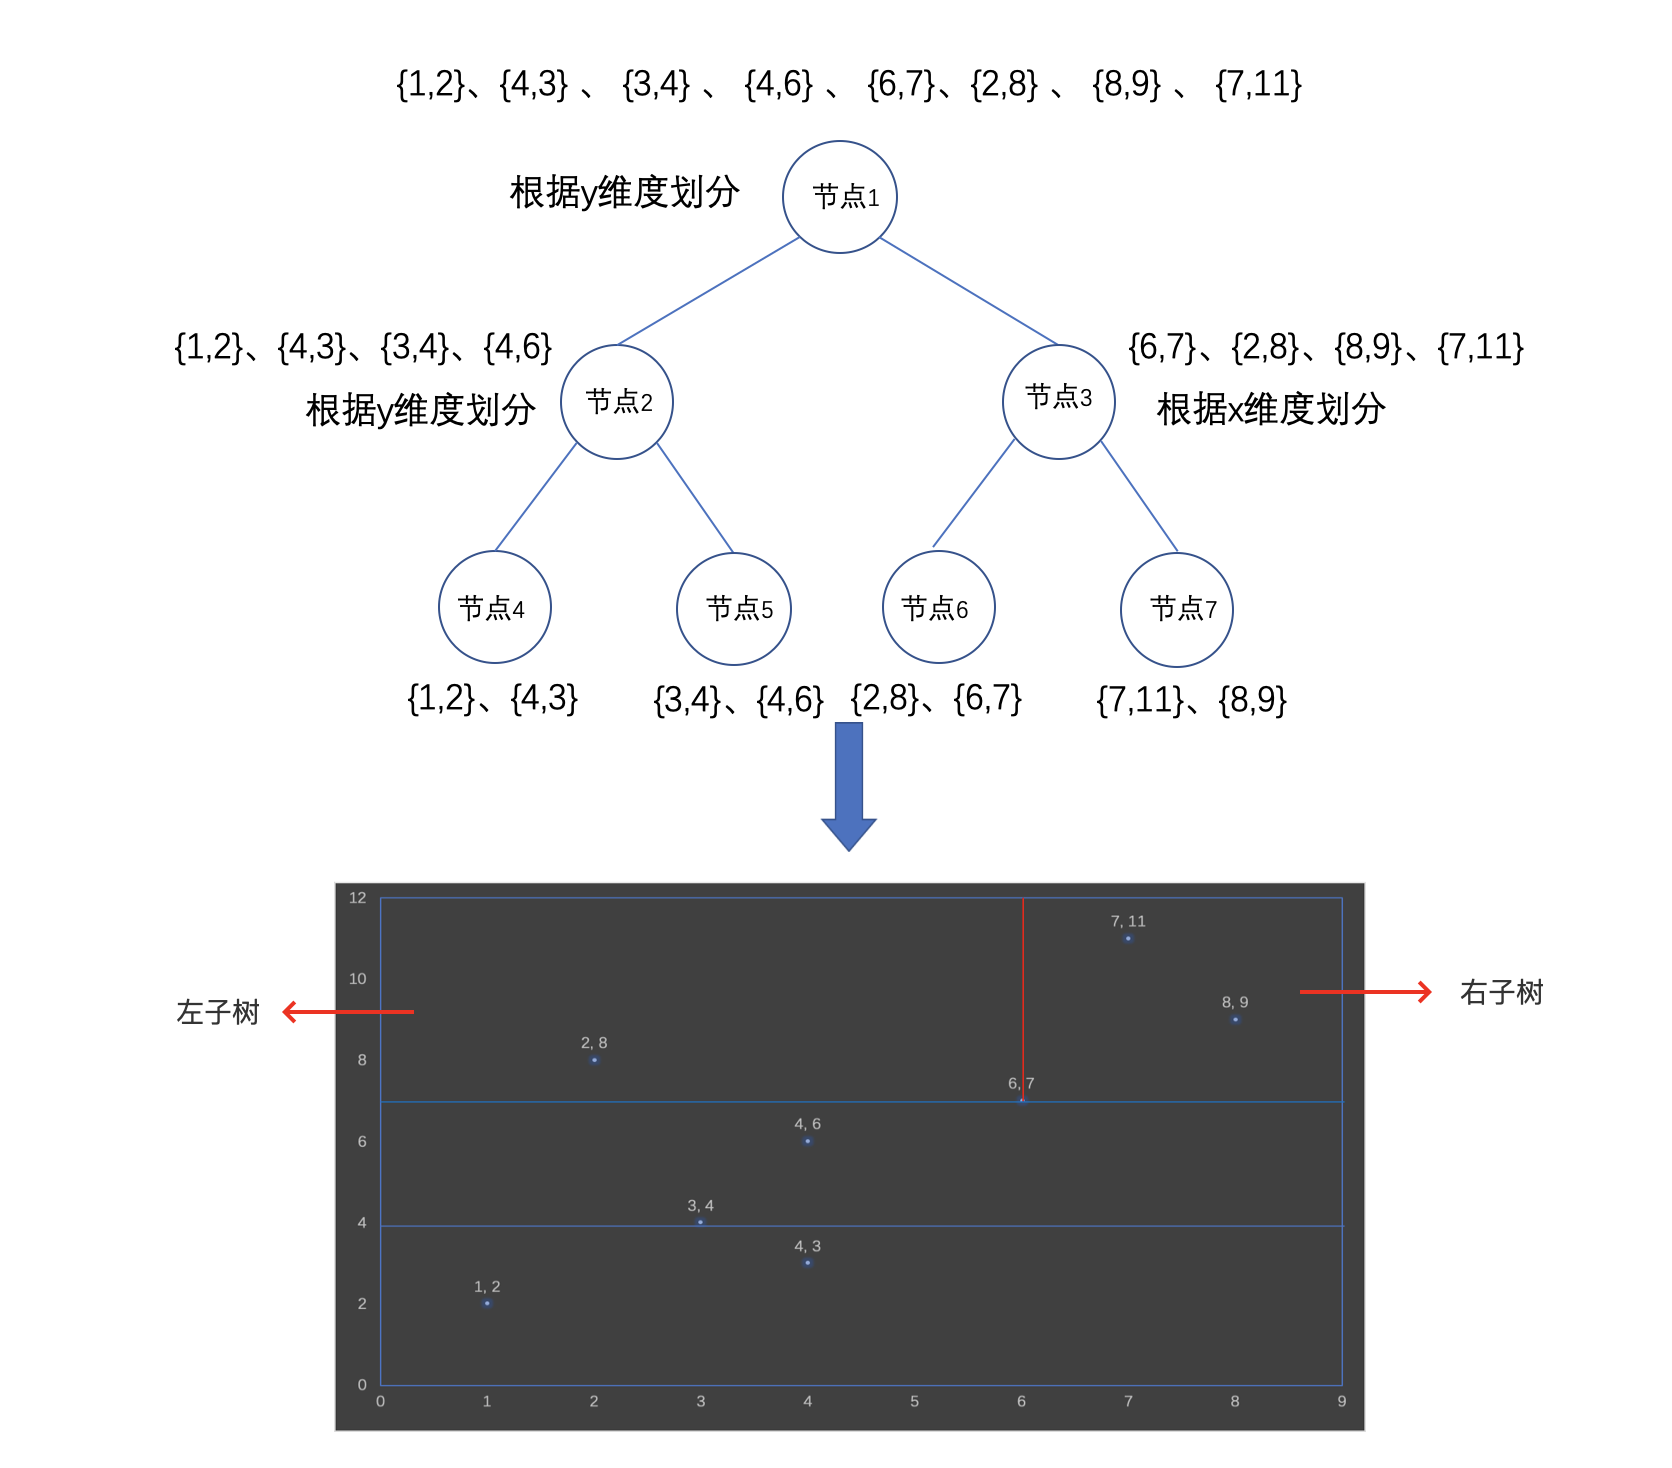 {1,2}、{4,3} 、 {3,4} 、 {4,6} 、 {6,7}、{2,8} 、 {8,9} 、 {7,11}
根据y维度划分
节点1
{1,2}、{4,3}、{3,4}、{4,6}
{6,7}、{2,8}、{8,9}、{7,11}
根据y维度划分
节点2
节点3
根据x维度划分
节点4
节点5
节点6
节点7
{1,2}、{4,3}
{3,4}、{4,6}
{2,8}、{6,7}
{7,11}、{8,9}
12
7, 11
10
左子树
右子树
8, 9
2, 8
8
6, 7
4, 6
6
3, 4
4
4, 3
1, 2
2
0
0 1 2 3 4 5 6 7 8 9